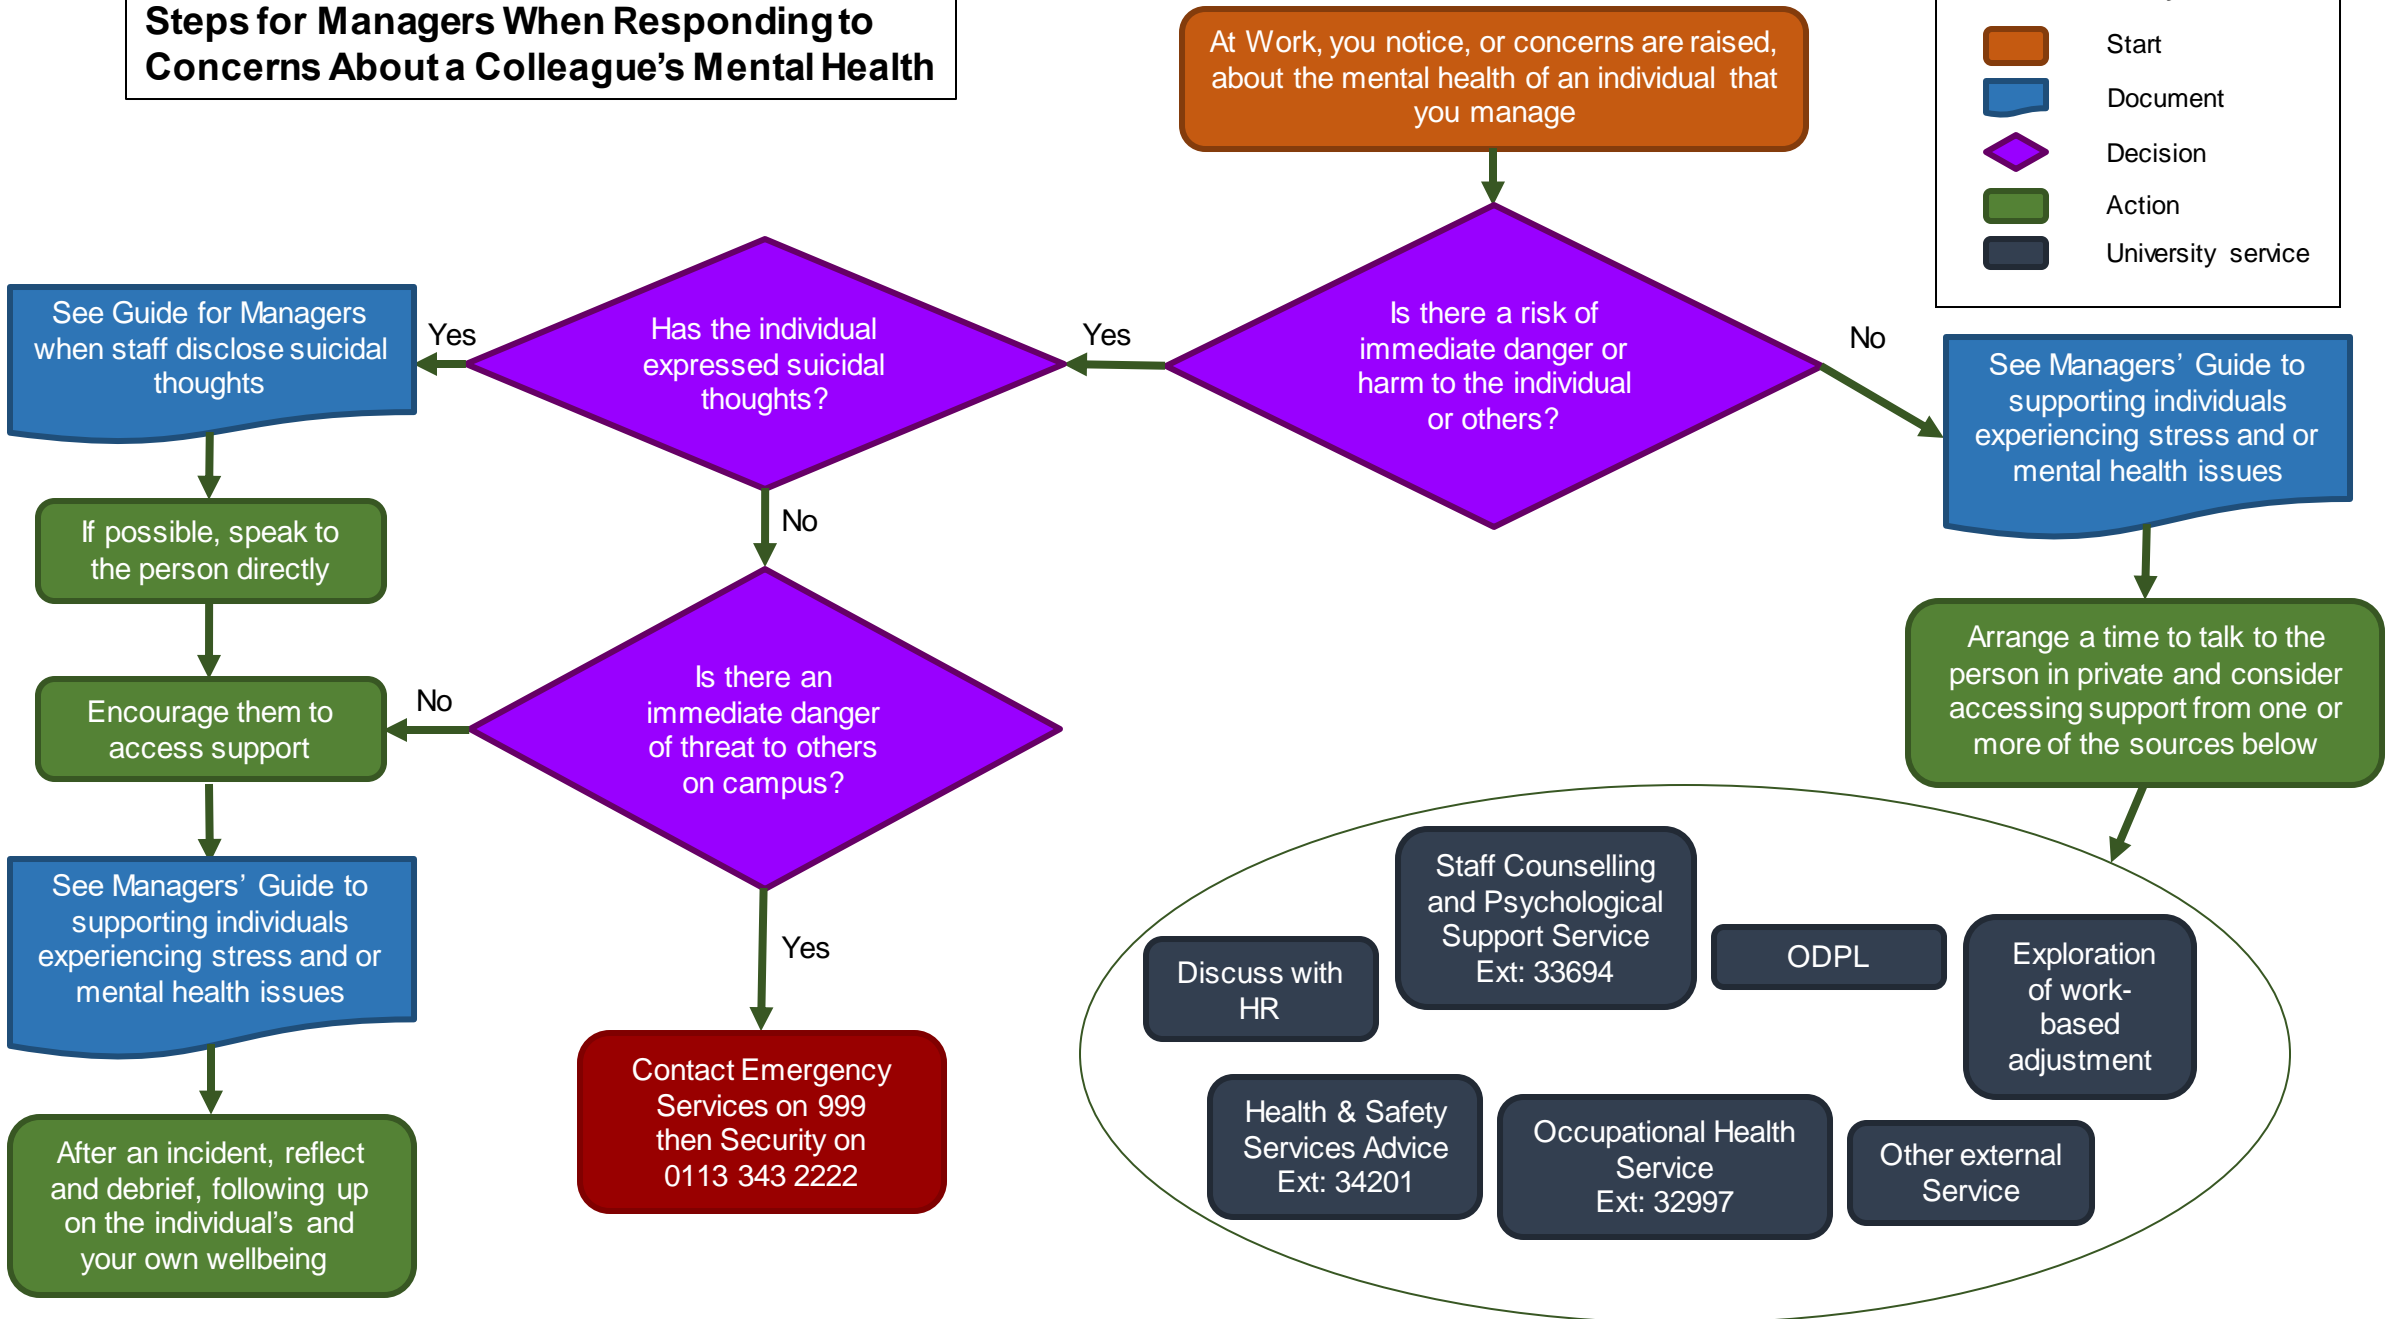 Steps for Managers When Responding to
Concerns About a Colleague's Mental Health
At Work, you notice, or concerns are raised,
about the mental health of an individual that
you manage
Start
Document
Decision
Action
University service
Is there a risk of
immediate danger or
harm to the individual
or others?
Yes
No
Has the individual
expressed suicidal
thoughts?
Yes
No
See Guide for Managers
when staff disclose suicidal
thoughts
If possible, speak to
the person directly
Encourage them to
access support
See Managers' Guide to
supporting individuals
experiencing stress and or
mental health issues
After an incident, reflect
and debrief, following up
on the individual's and
your own wellbeing
Is there an
immediate danger
of threat to others
on campus?
No
Yes
Contact Emergency
Services on 999
then Security on
0113 343 2222
See Managers' Guide to
supporting individuals
experiencing stress and or
mental health issues
Arrange a time to talk to the
person in private and consider
accessing support from one or
more of the sources below
Discuss with
HR
Staff Counselling
and Psychological
Support Service
Ext: 33694
ODPL
Exploration
of work-
based
adjustment
Health & Safety
Services Advice
Ext: 34201
Occupational Health
Service
Ext: 32997
Other external
Service